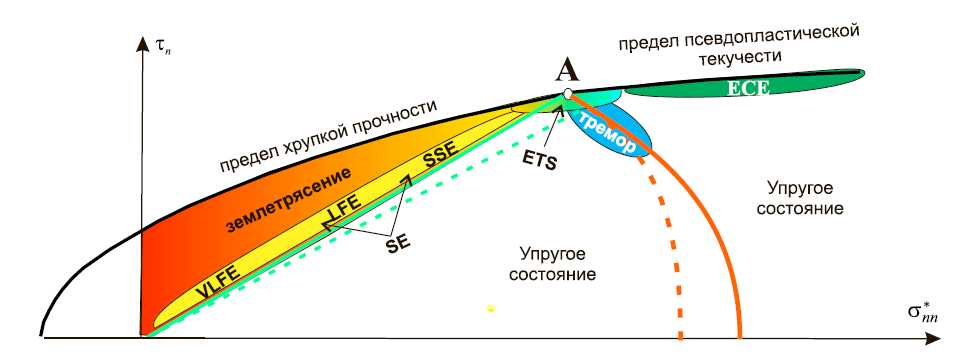 τn
предел псевдопластической
текучести
A
ECE
предел хрупкой прочности
тремор
SSE
ETS
землетрясение
LFE
Упругое
состояние
SE
Упругое
состояние
VLFE
σ*nn